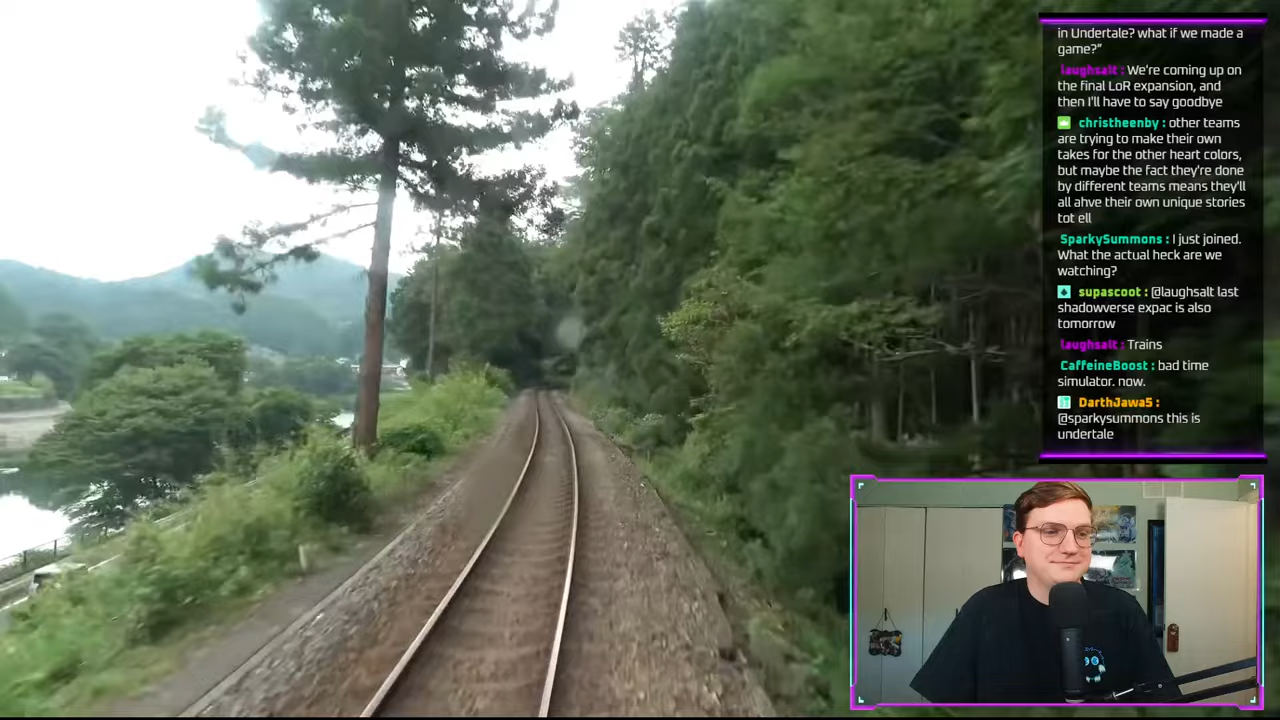 in Undertale? what if we made a
game?"
laughsalt : We're coming up on
the final LoR expansion, and
then I'll have to say goodbye
christheenby : other teams
are trying to make their own
takes for the other heart colors,
but maybe the fact they're done
by different teams means they'll
all ahve their own unique stories
tot ell
SparkySummons : I just joined.
What the actual heck are we
watching?
supascoot : @laughsalt last
shadowverse expac is also
tomorrow
laughsalt : Trains
CaffeineBoost : bad time
simulator. now.
DarthJawa5 :
@sparkysummons this is
undertale